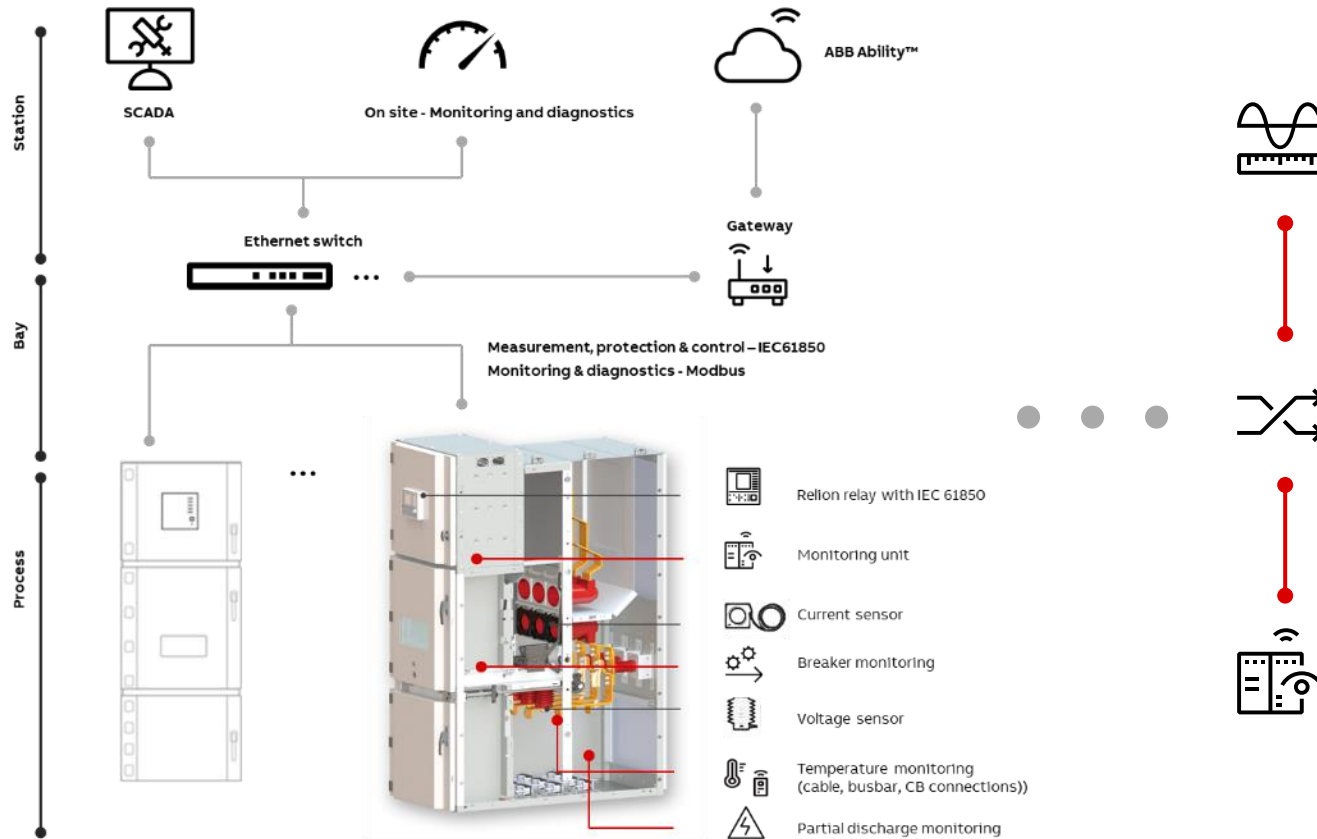 Station
SCADA
On site - Monitoring and diagnostics
ABB Ability™
Ethernet switch
Gateway
Bay
Measurement, protection & control – IEC61850
Monitoring & diagnostics - Modbus
Process
Relion relay with IEC 61850
Monitoring unit
Current sensor
Breaker monitoring
Voltage sensor
Temperature monitoring
(cable, busbar, CB connections))
Partial discharge monitoring